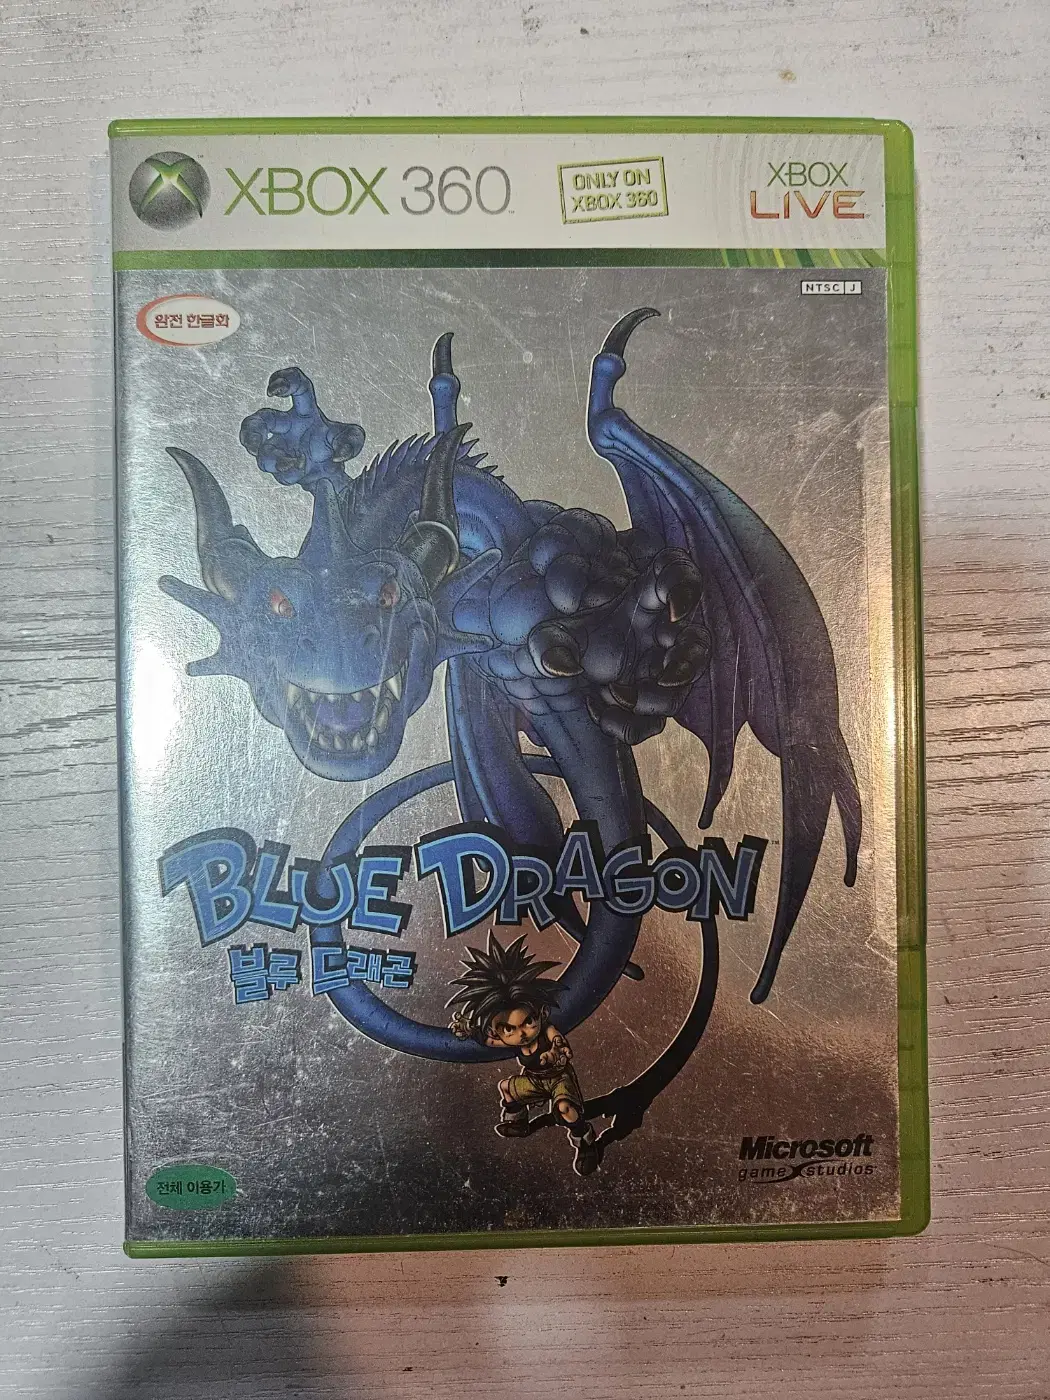 XBOX 360
ONLY ON
XBOX 360
XBOX
LIVE
NTSC J
완전 한글화
BLUE DRAGON
블루 드래곤
Microsoft
game studios
전체 이용가